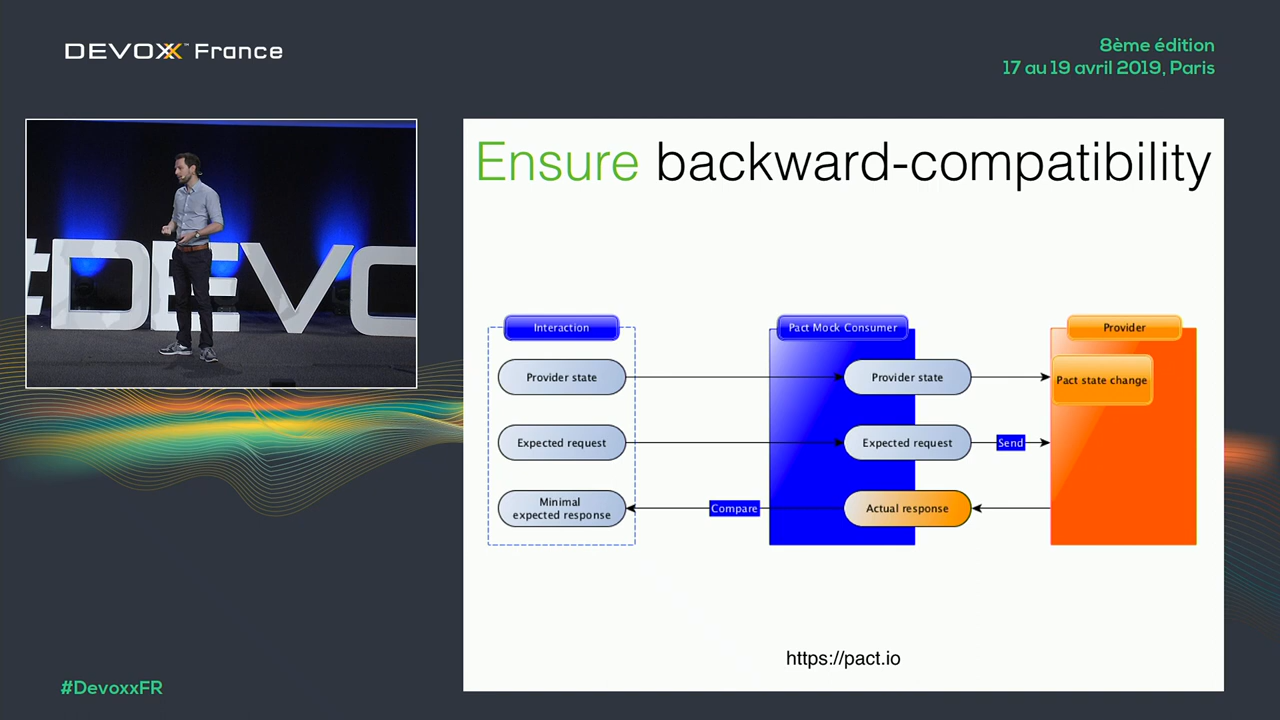 DEVOXX™ France
8ème édition
17 au 19 avril 2019, Paris
#DEVO
Ensure backward-compatibility
Interaction
Pact Mock Consumer
Provider
Provider state
Provider state
Pact state change
Expected request
Expected request
Send
Minimal
expected response
Compare
Actual response
https://pact.io
#DevoxxFR